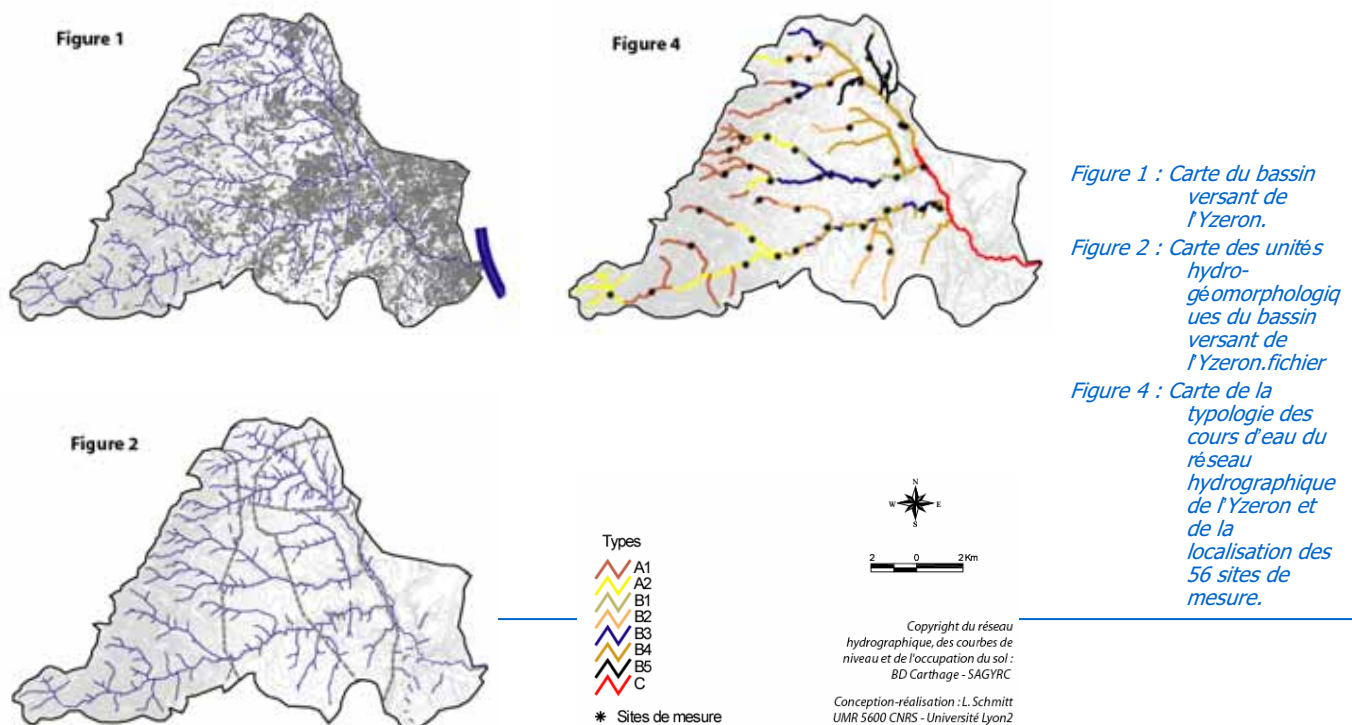 Figure 1
Figure 4
Figure 2
Figure 1 : Carte du bassin
versant de
l'Yzeron.
Figure 2 : Carte des unités
hydro-
géomorphologiq
ues du bassin
versant de
l'Yzeron.fichier
Figure 4 : Carte de la
typologie des
cours d'eau du
réseau
hydrographique
de l'Yzeron et
de la
localisation des
56 sites de
mesure.
Types
A1
A2
B1
B2
B3
B4
B5
C
* Sites de mesure
N
W E
S
2 0 2 Km
Copyright du réseau
hydrographique, des courbes de
niveau et de l'occupation du sol :
BD Carthage - SAGYRC
Conception-réalisation : L. Schmitt
UMR 5600 CNRS - Université Lyon2